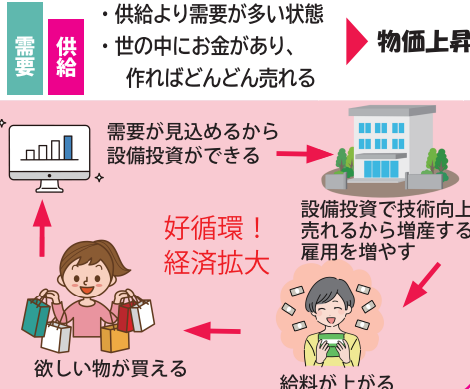 需要
供給
・供給より需要が多い状態
・世の中にお金があり、
作ればどんどん売れる
物価上昇
需要が見込めるから
設備投資ができる
設備投資で技術向上
売れるから増産する
雇用を増やす
好循環！
経済拡大
欲しい物が買える
給料が上がる